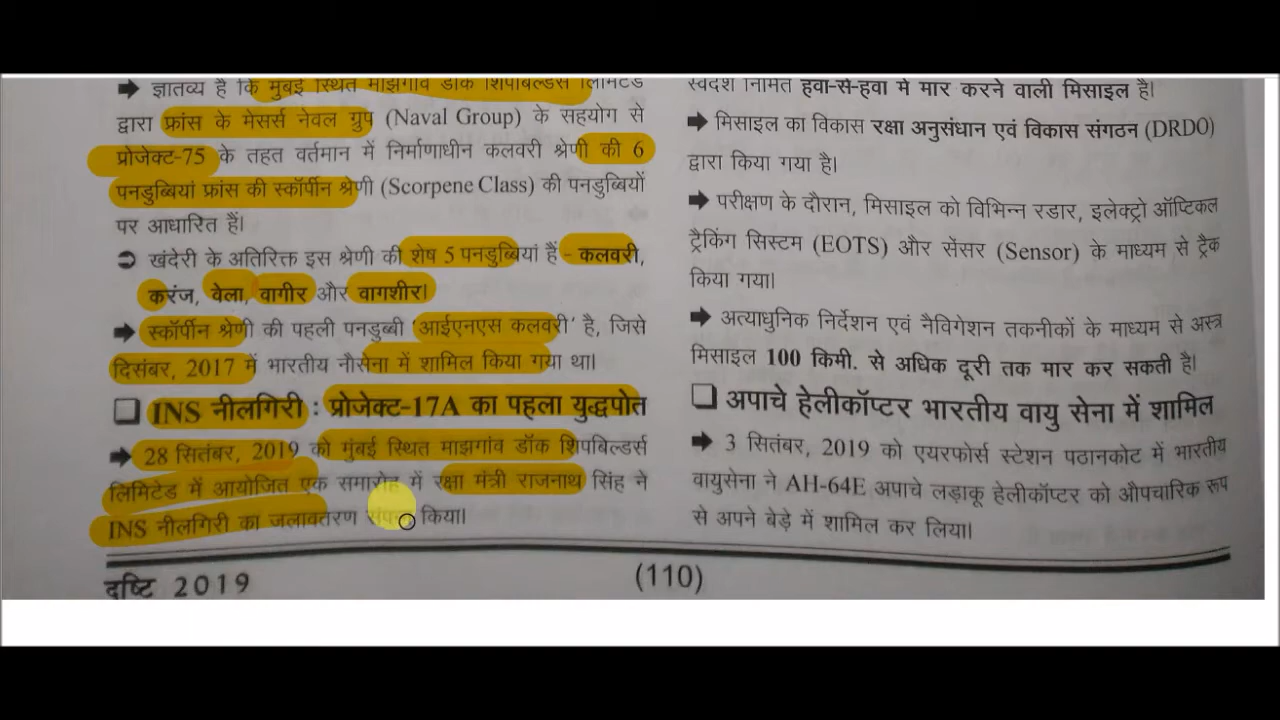 ➡ ज्ञातव्य है कि मुंबई स्थित माझगांव डॉक शिपबिल्डर्स लिमिटेड
द्वारा फ्रांस के मेसर्स नेवल ग्रुप (Naval Group) के सहयोग से
प्रोजेक्ट-75 के तहत वर्तमान में निर्माणाधीन कलवरी श्रेणी की 6
पनडुब्बियां फ्रांस की स्कॉर्पीन श्रेणी (Scorpene Class) की पनडुब्बियों
पर आधारित हैं।
➲ खंदेरी के अतिरिक्त इस श्रेणी की शेष 5 पनडुब्बियां हैं - कलवरी,
करंज, वेला, वागीर और वागशीर।
➡ स्कॉर्पीन श्रेणी की पहली पनडुब्बी 'आईएनएस कलवरी' है, जिसे
दिसंबर, 2017 में भारतीय नौसेना में शामिल किया गया था।
❑ INS नीलगिरी : प्रोजेक्ट-17A का पहला युद्धपोत
➡ 28 सितंबर, 2019 को मुंबई स्थित माझगांव डॉक शिपबिल्डर्स
लिमिटेड में आयोजित एक समारोह में रक्षा मंत्री राजनाथ सिंह ने
INS नीलगिरी का जलावतरण संपन्न किया।
स्वदेश निर्मित हवा-से-हवा में मार करने वाली मिसाइल है।
➡ मिसाइल का विकास रक्षा अनुसंधान एवं विकास संगठन (DRDO)
द्वारा किया गया है।
➡ परीक्षण के दौरान, मिसाइल को विभिन्न रडार, इलेक्ट्रो ऑप्टिकल
ट्रैकिंग सिस्टम (EOTS) और सेंसर (Sensor) के माध्यम से ट्रैक
किया गया।
➡ अत्याधुनिक निर्देशन एवं नैविगेशन तकनीकों के माध्यम से अस्त्र
मिसाइल 100 किमी. से अधिक दूरी तक मार कर सकती है।
❑ अपाचे हेलीकॉप्टर भारतीय वायु सेना में शामिल
➡ 3 सितंबर, 2019 को एयरफोर्स स्टेशन पठानकोट में भारतीय
वायुसेना ने AH-64E अपाचे लड़ाकू हेलीकॉप्टर को औपचारिक रूप
से अपने बेड़े में शामिल कर लिया।
दृष्टि 2019
(110)